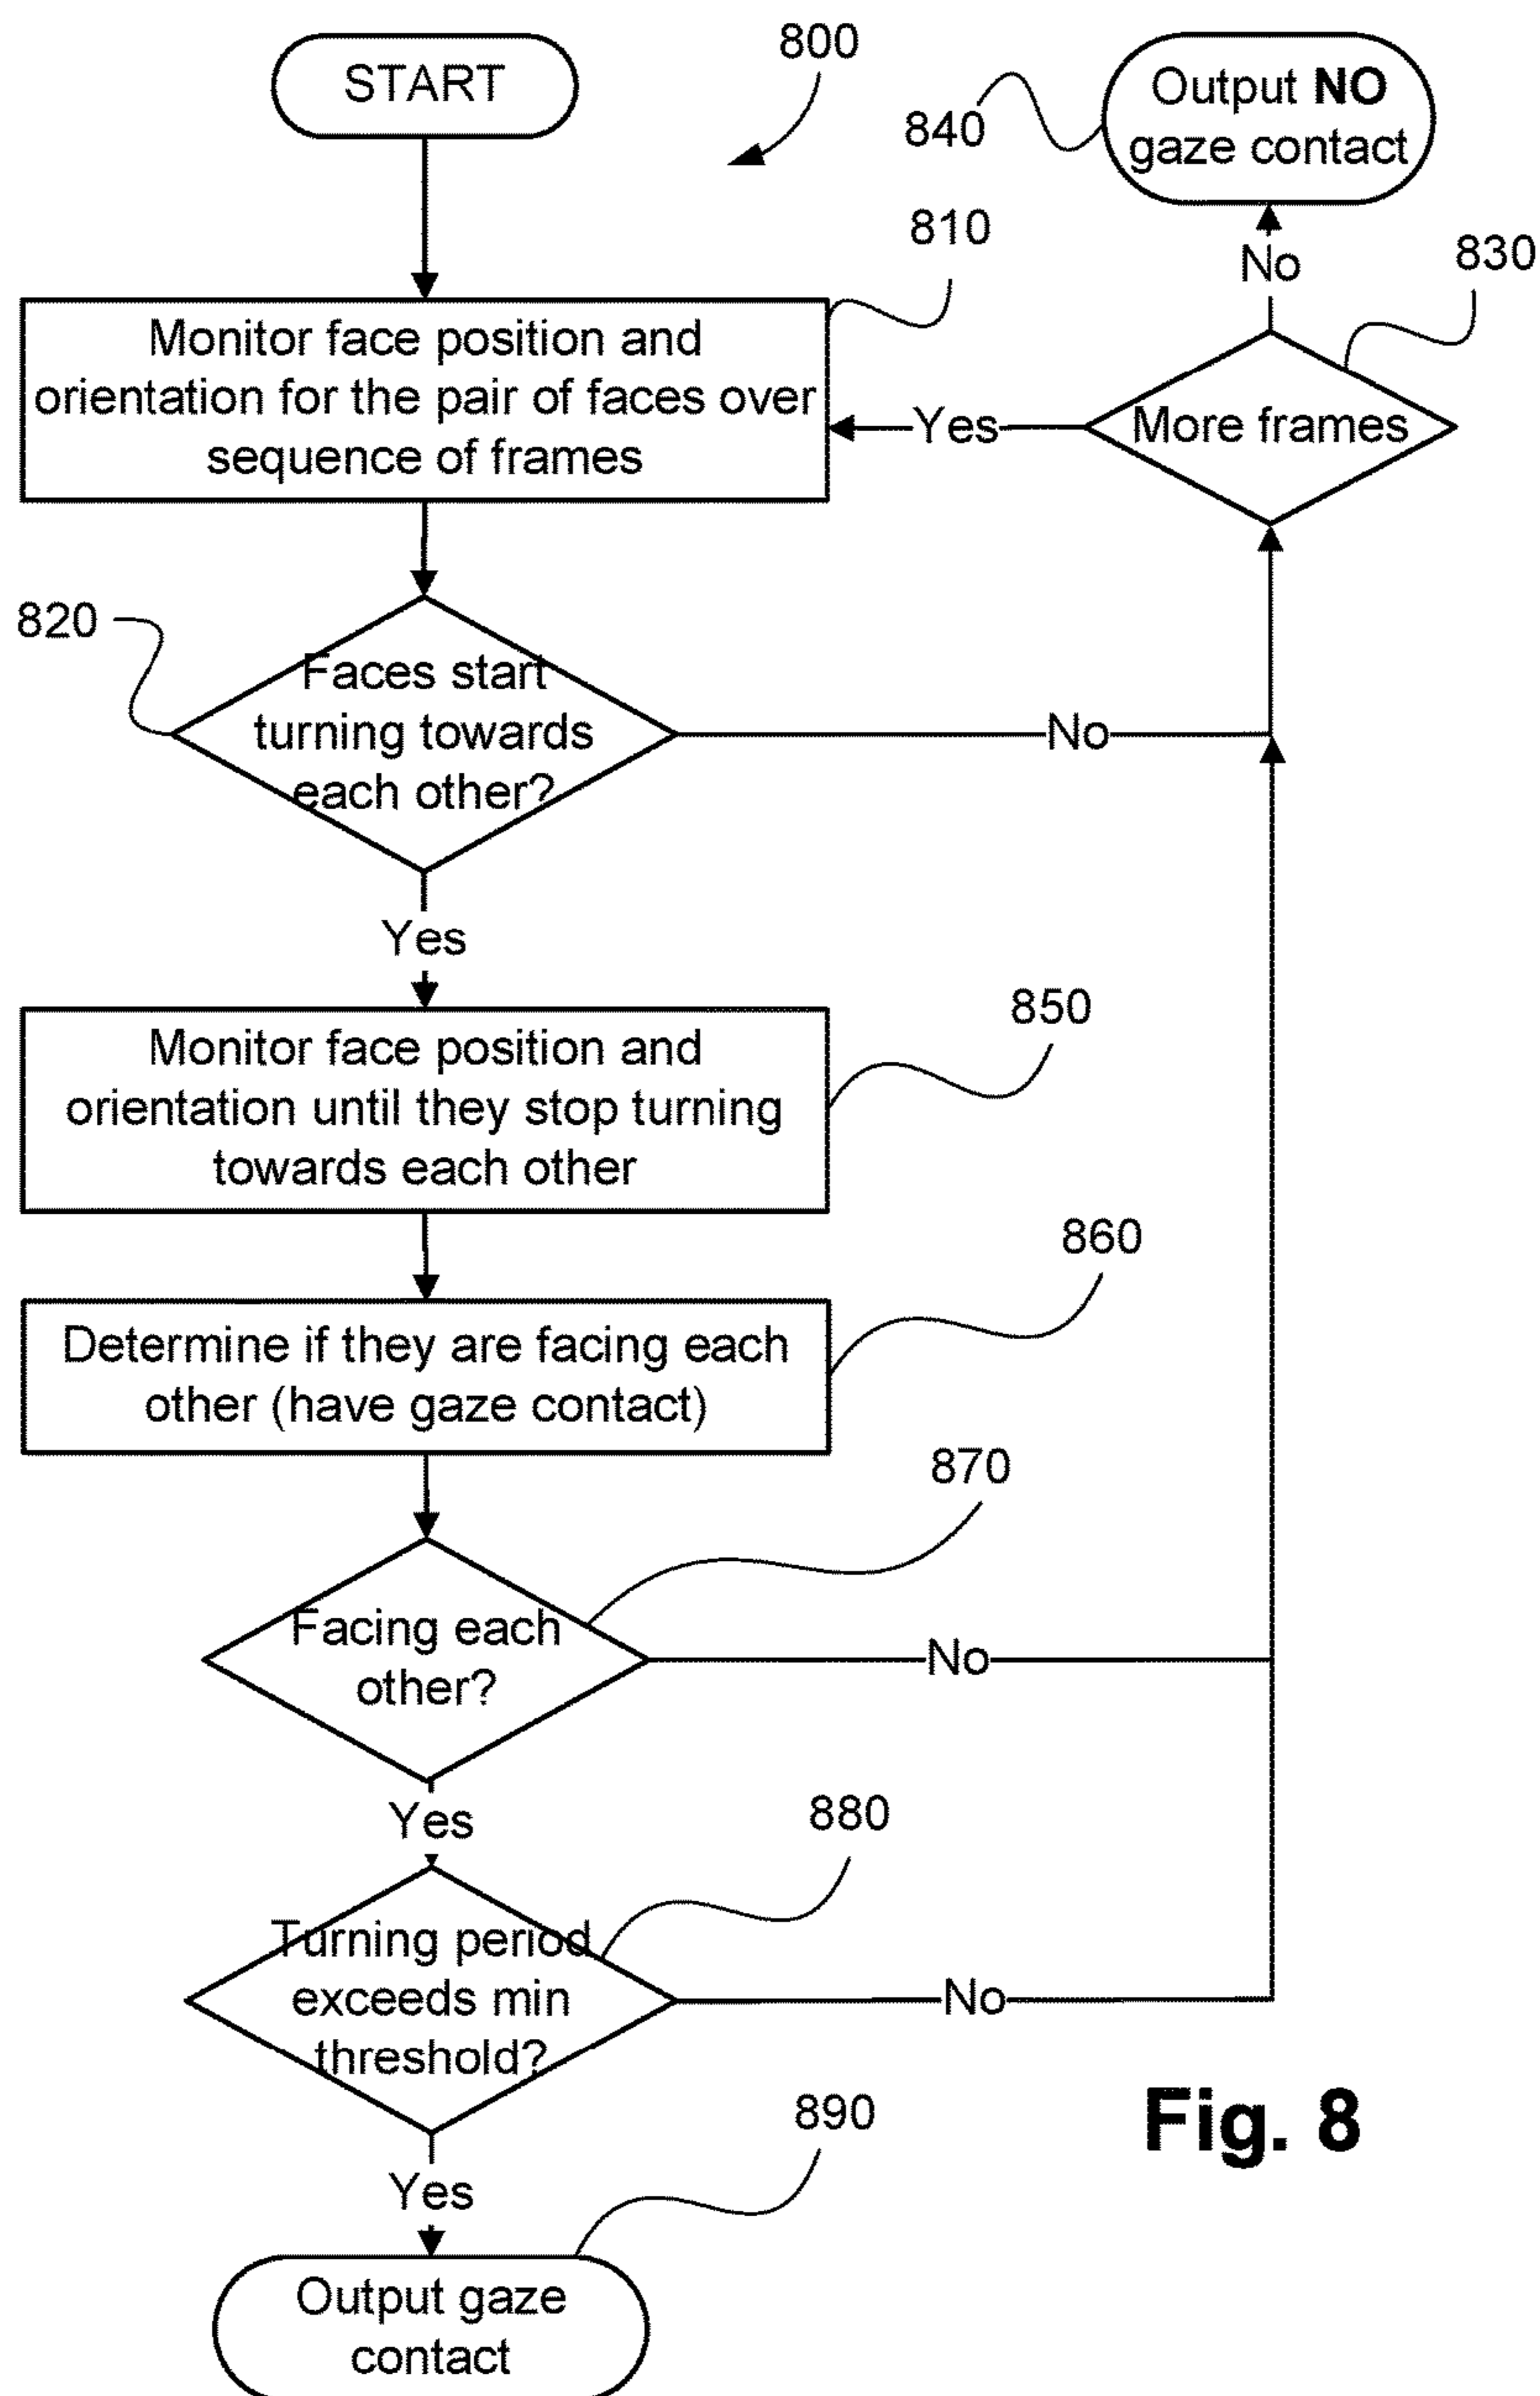 START
800
Output NO
gaze contact
840
810
No
830
Monitor face position and
orientation for the pair of faces over
sequence of frames
Yes
More frames
820
Faces start
turning towards
each other?
No
Yes
850
Monitor face position and
orientation until they stop turning
towards each other
860
Determine if they are facing each
other (have gaze contact)
870
Facing each
other?
No
Yes
880
Turning period
exceeds min
threshold?
No
890
Fig. 8
Yes
Output gaze
contact